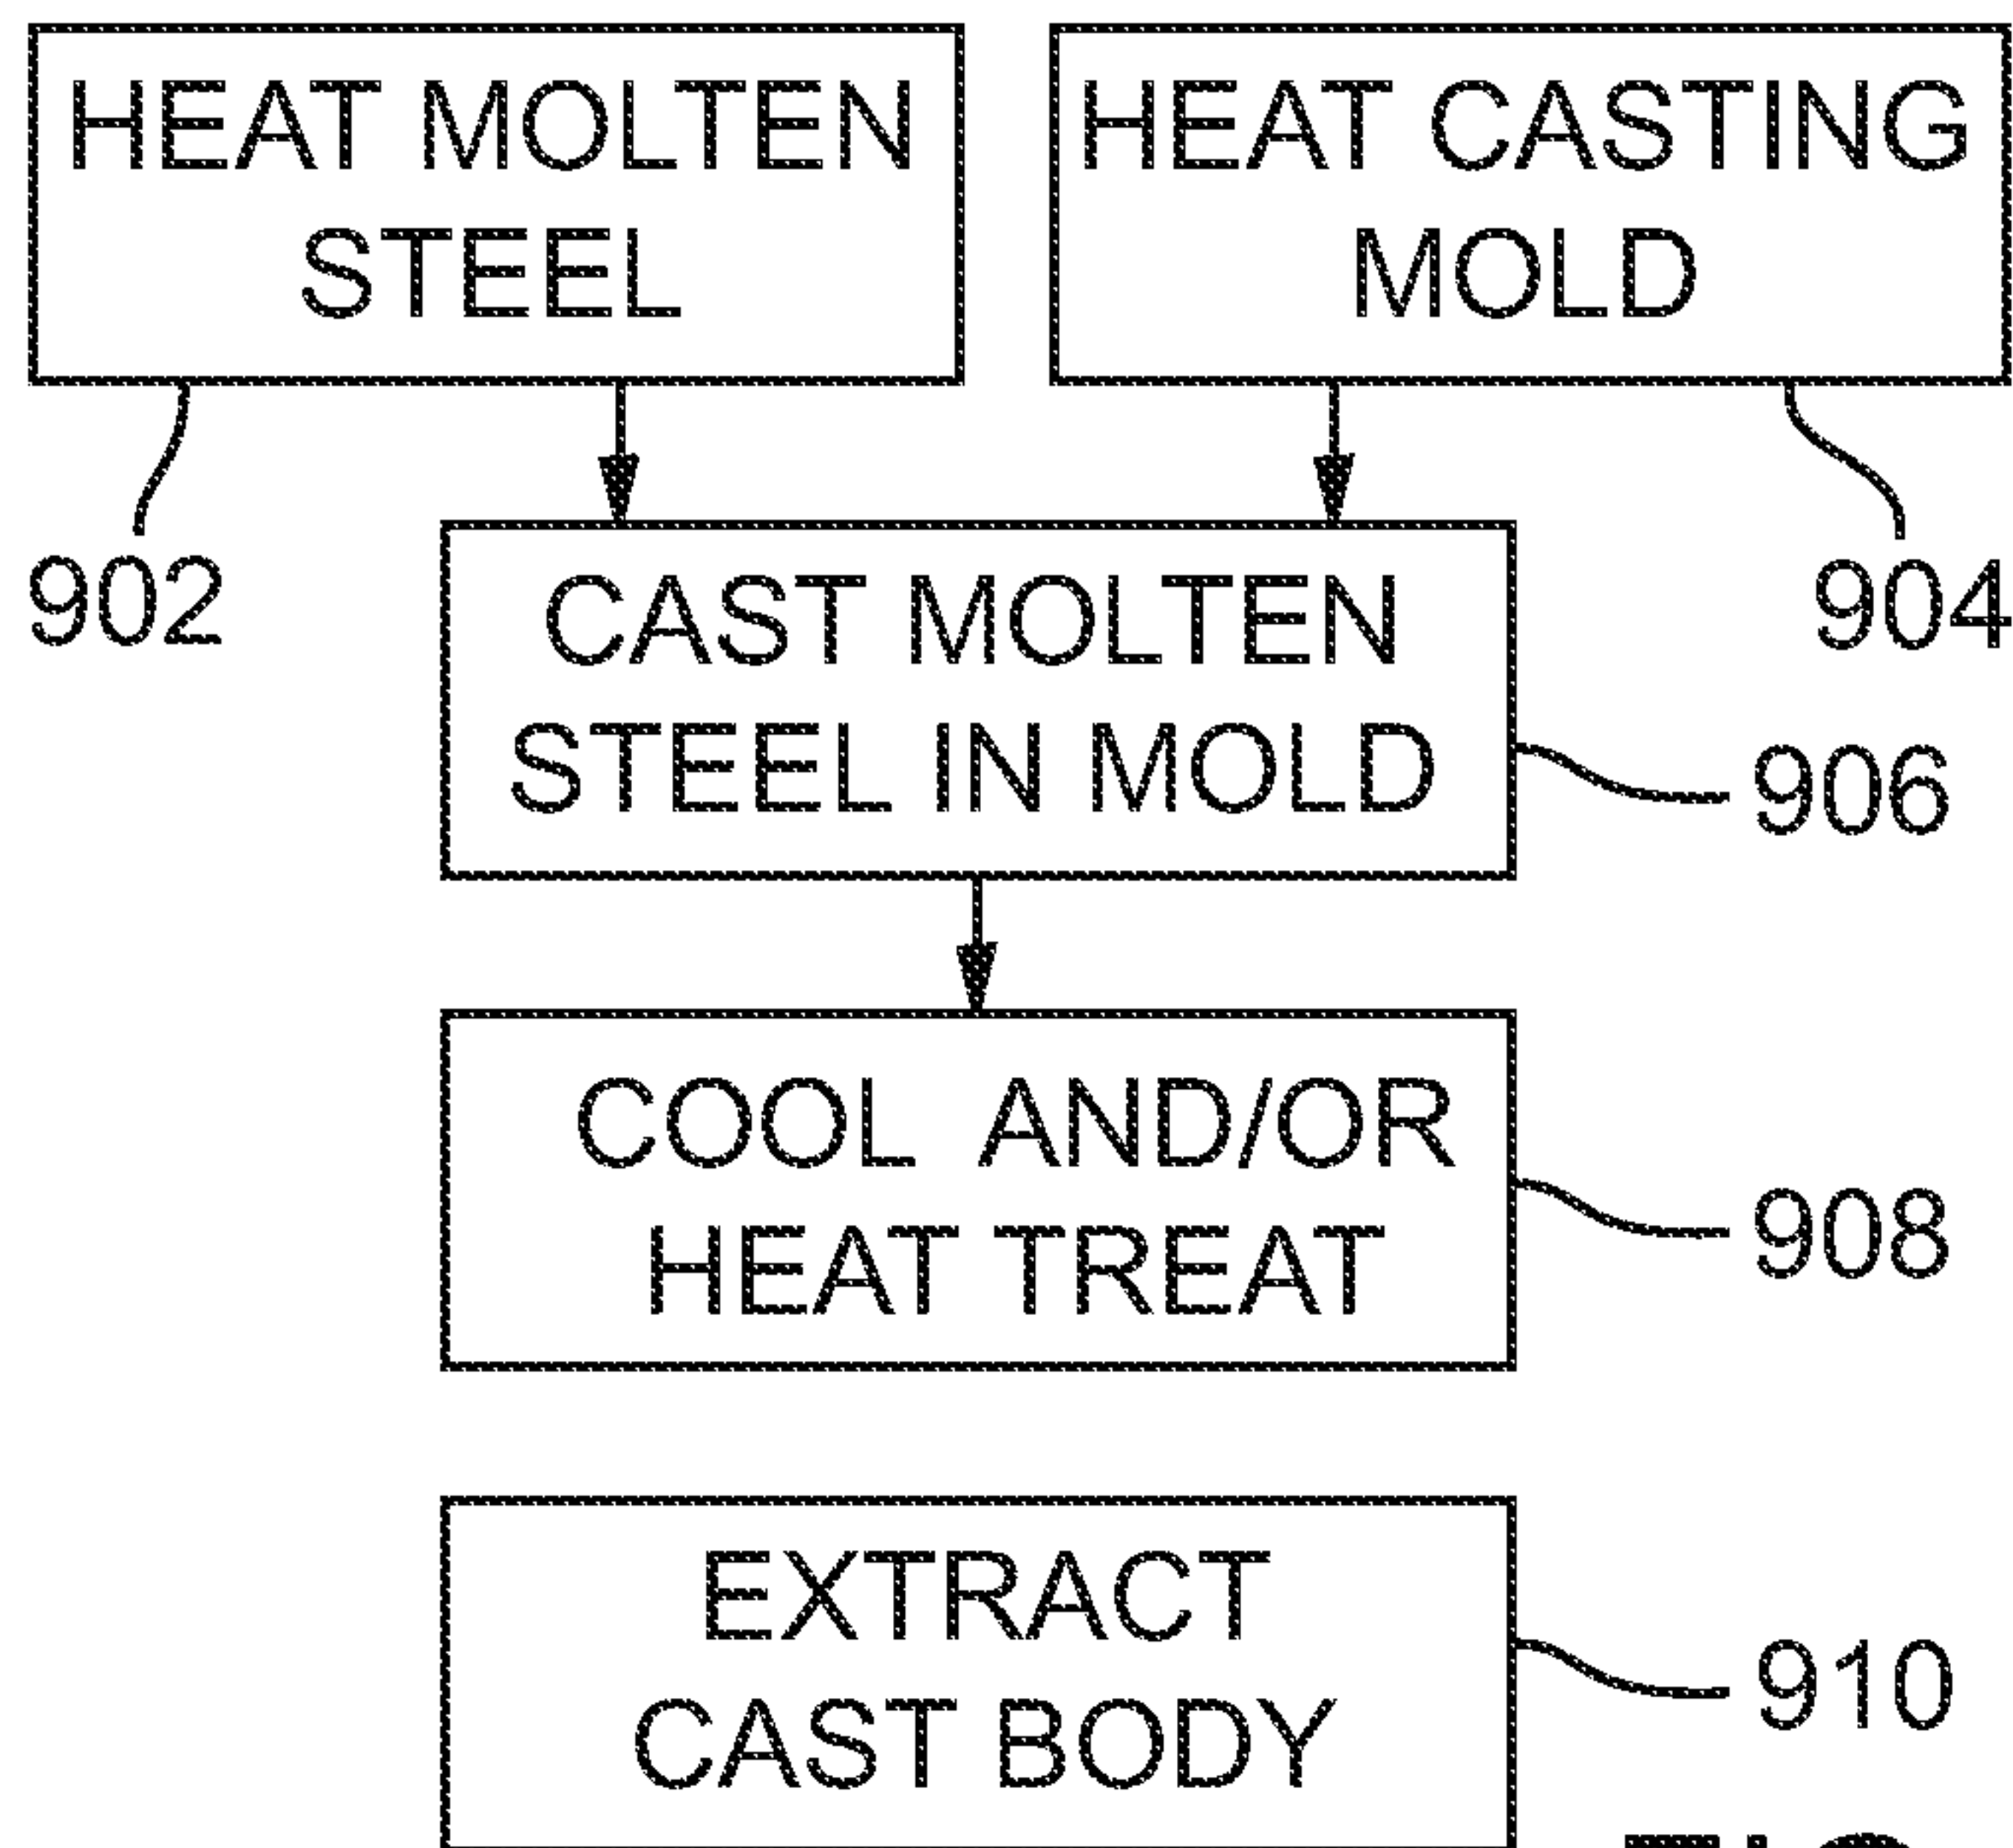 HEAT MOLTEN
STEEL
HEAT CASTING
MOLD
902
904
CAST MOLTEN
STEEL IN MOLD
906
COOL AND/OR
HEAT TREAT
908
EXTRACT
CAST BODY
910